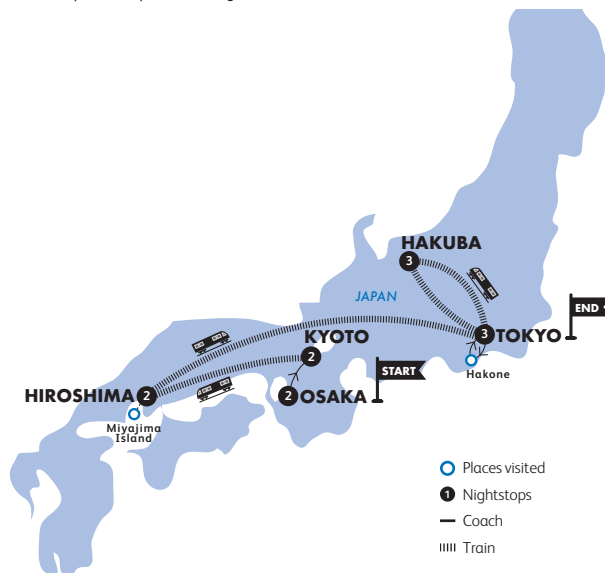 HAKUBA
3
JAPAN
END
3 TOKYO
KYOTO
2
Hakone
START
HIROSHIMA 2
2 OSAKA
Miyajima
Island
Places visited
1 Nightstops
Coach
Train